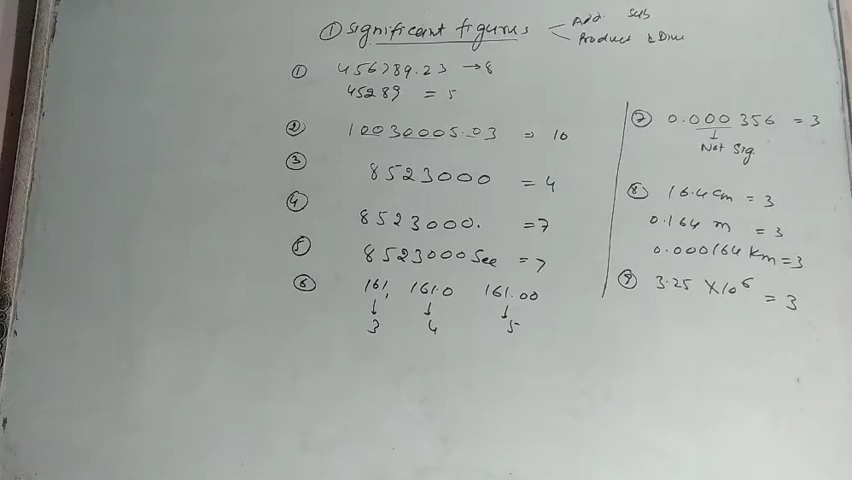 ① Significant figures Add Sub
Product & Divi
① 456789.23 → 8
45289 = 5
② 10030005.03 ⇒ 10
③ 8523000 = 4
④ 8523000. = 7
⑤ 8523000 Sec = 7
⑥ 161, 161.0 161.00
↓ ↓ ↓
3 4 5
⑦ 0.000356 = 3
↓
Not Sig.
⑧ 16.4 cm = 3
0.164 m = 3
0.000164 km = 3
⑨ 3.25 × 10⁶ = 3